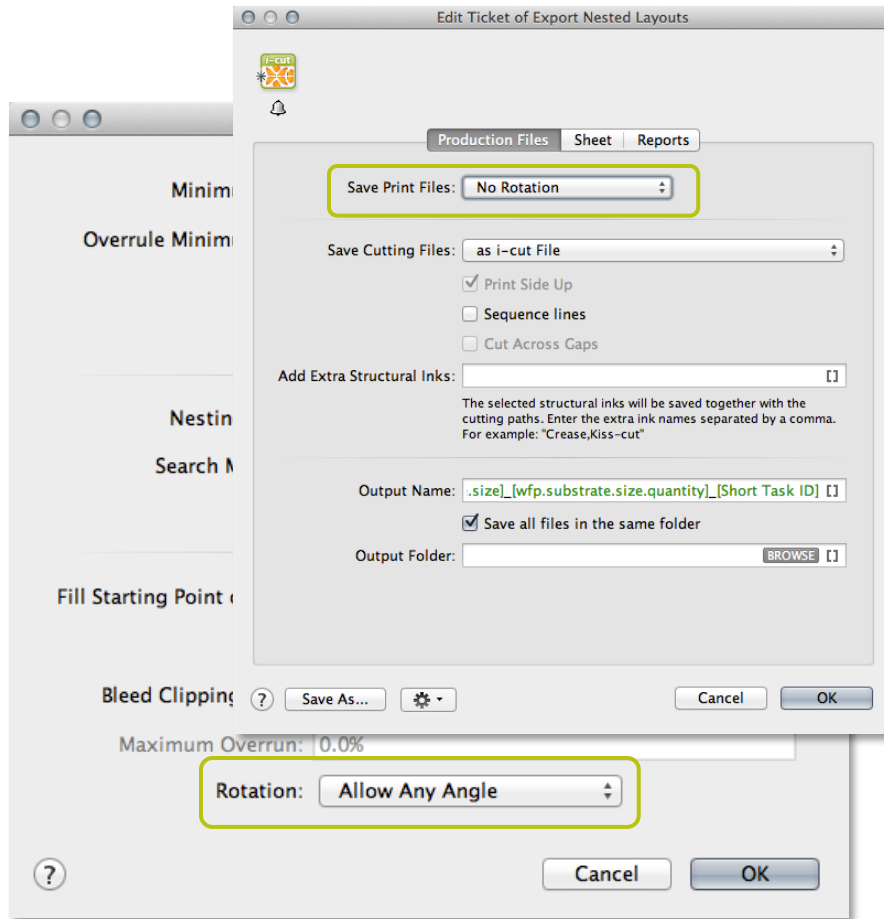 Edit Ticket of Export Nested Layouts
i-cut
Production Files Sheet Reports
Save Print Files: No Rotation
Save Cutting Files: as i-cut File
Print Side Up
Sequence lines
Cut Across Gaps
Add Extra Structural Inks: []
The selected structural inks will be saved together with the
cutting paths. Enter the extra ink names separated by a comma.
For example: "Crease,Kiss-cut"
Output Name: .size]_[wfp.substrate.size.quantity]_[Short Task ID] []
Save all files in the same folder
Output Folder: BROWSE []
? Save As... Cancel OK
Minim
Overrule Minim
Nestin
Search M
Fill Starting Point
Bleed Clipping
Maximum Overrun: 0.0%
Rotation: Allow Any Angle
? Cancel OK